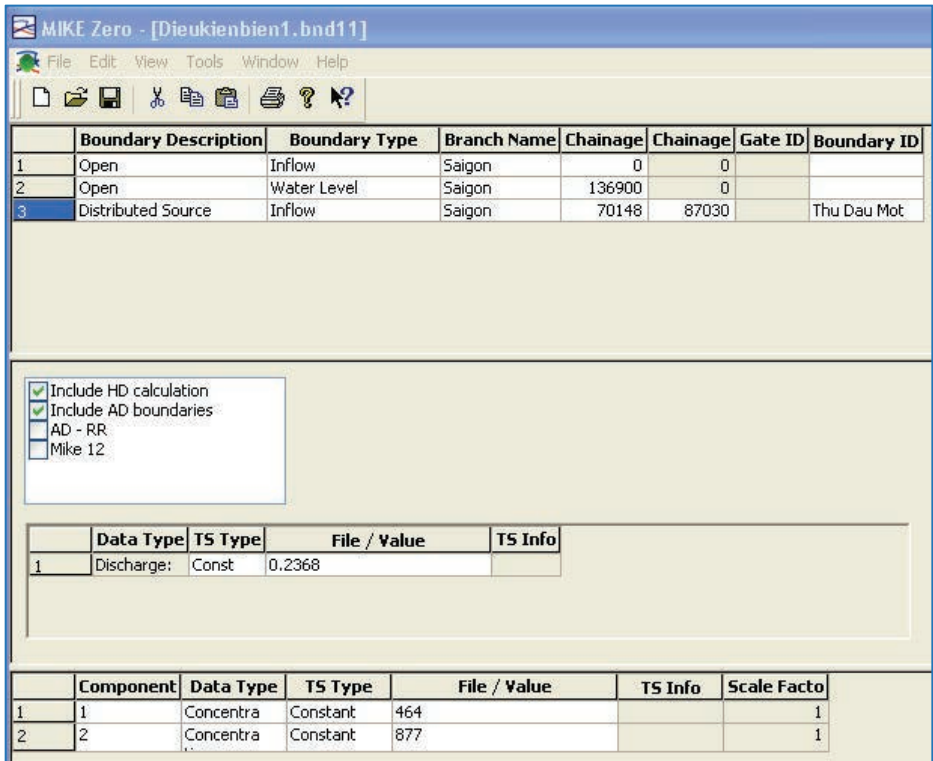 MIKE Zero - [Dieukienbien1.bnd11]
File Edit View Tools Window Help
Boundary Description Boundary Type Branch Name Chainage Chainage Gate ID Boundary ID
1 Open Inflow Saigon 0 0
2 Open Water Level Saigon 136900 0
3 Distributed Source Inflow Saigon 70148 87030 Thu Dau Mot
Include HD calculation
Include AD boundaries
AD - RR
Mike 12
Data Type TS Type File / Value TS Info
1 Discharge: Const 0.2368
Component Data Type TS Type File / Value TS Info Scale Facto
1 1 Concentra Constant 464 1
2 2 Concentra Constant 877 1